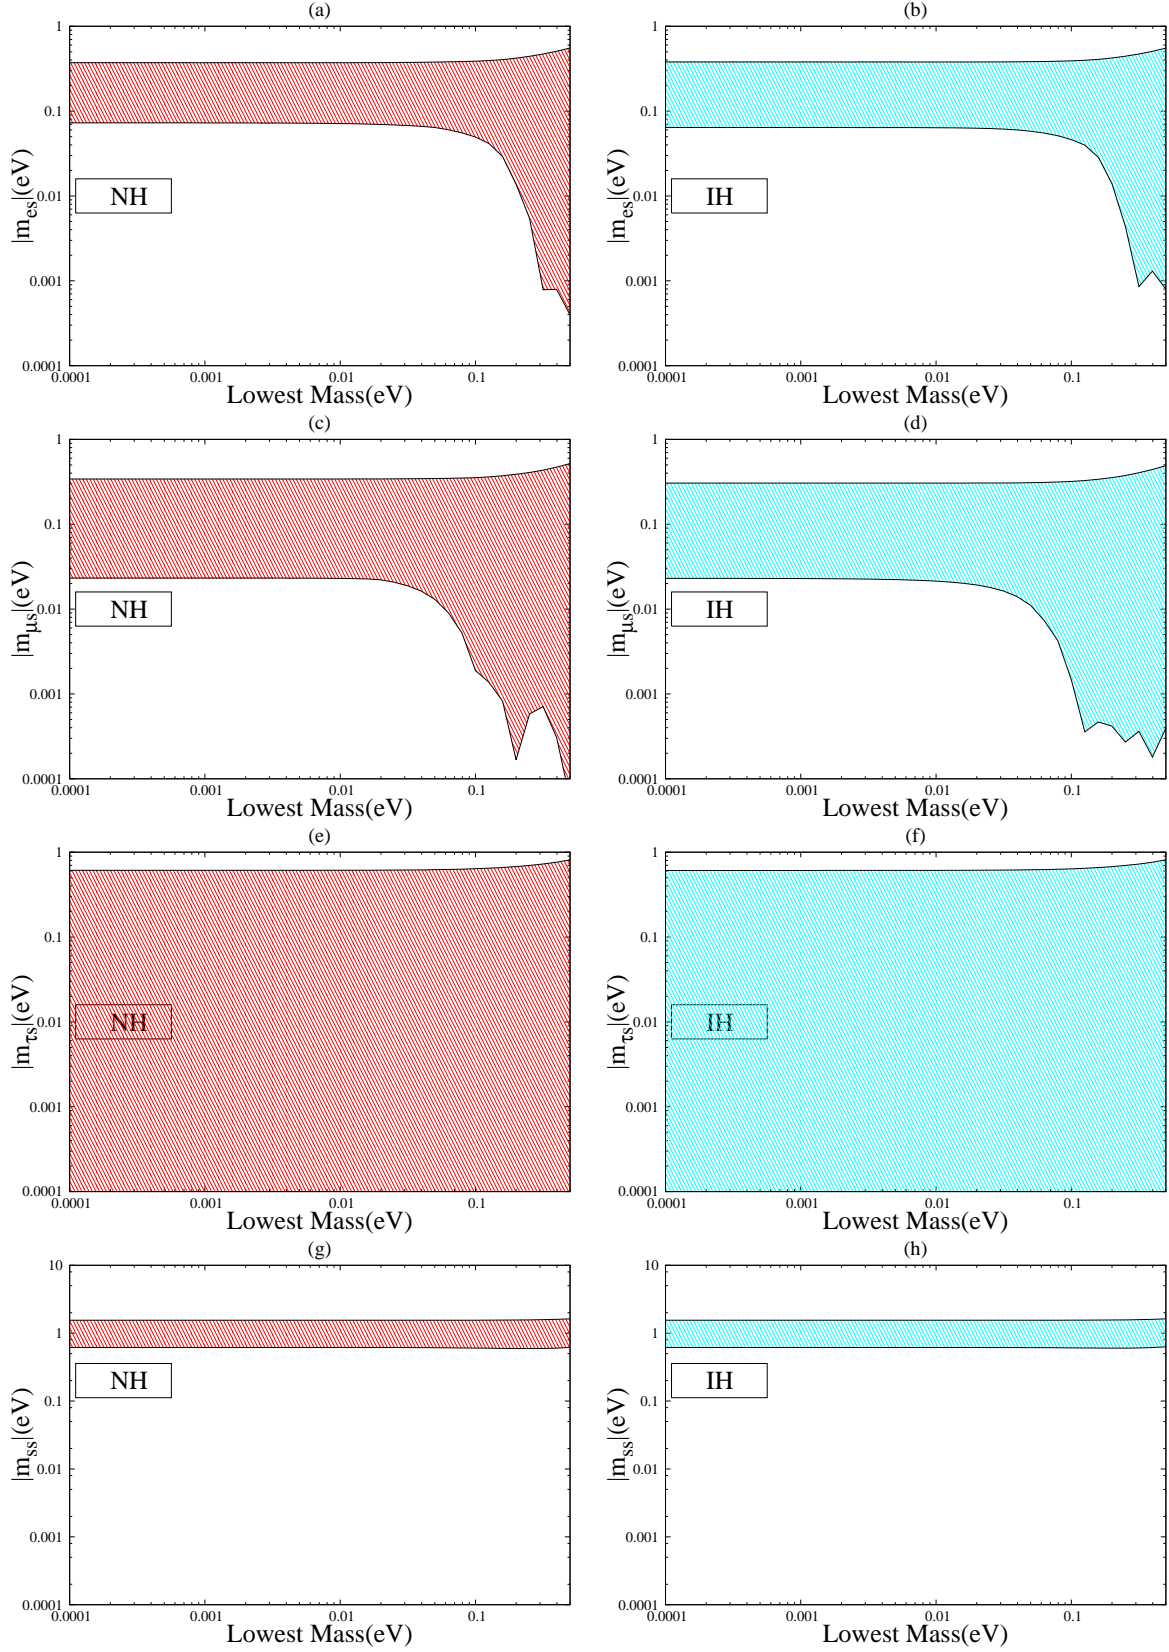 (a)
1
0.1
0.01
0.001
0.0001
|m_es|(eV)
NH
0.0001 0.001 0.01 0.1
Lowest Mass(eV)
(b)
1
0.1
0.01
0.001
0.0001
|m_es|(eV)
IH
0.0001 0.001 0.01 0.1
Lowest Mass(eV)
(c)
1
0.1
0.01
0.001
0.0001
|m_μs|(eV)
NH
0.0001 0.001 0.01 0.1
Lowest Mass(eV)
(d)
1
0.1
0.01
0.001
0.0001
|m_μs|(eV)
IH
0.0001 0.001 0.01 0.1
Lowest Mass(eV)
(e)
1
0.1
0.01
0.001
0.0001
|m_τs|(eV)
NH
0.0001 0.001 0.01 0.1
Lowest Mass(eV)
(f)
1
0.1
0.01
0.001
0.0001
|m_τs|(eV)
IH
0.0001 0.001 0.01 0.1
Lowest Mass(eV)
(g)
10
1
0.1
0.01
0.001
0.0001
|m_ss|(eV)
NH
0.0001 0.001 0.01 0.1
Lowest Mass(eV)
(h)
10
1
0.1
0.01
0.001
0.0001
|m_ss|(eV)
IH
0.0001 0.001 0.01 0.1
Lowest Mass(eV)